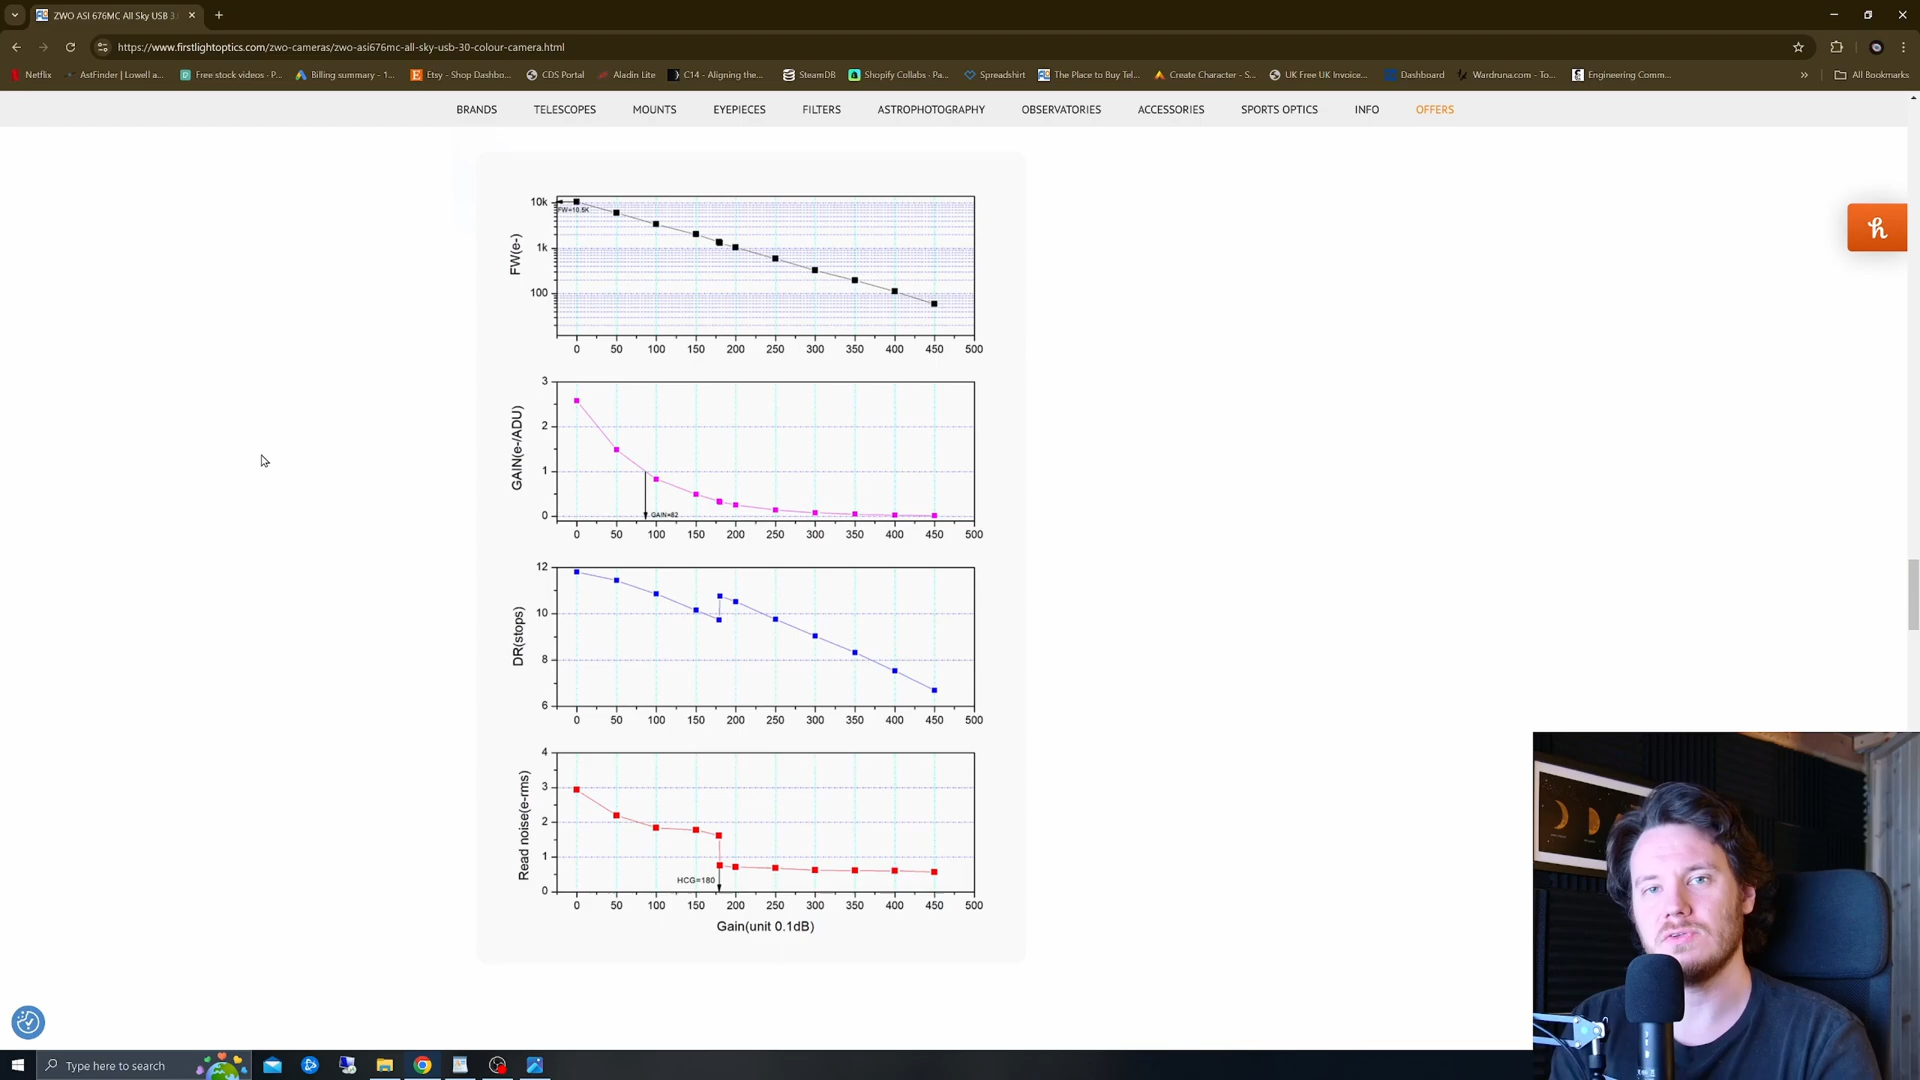 ZWO ASI 676MC All Sky USB 3.
https://www.firstlightoptics.com/zwo-cameras/zwo-asi676mc-all-sky-usb-30-colour-camera.html
Netflix AstFinder | Lowell a... Free stock videos · P... Billing summary – 1... Etsy - Shop Dashbo... CDS Portal Aladin Lite C14 - Aligning the... SteamDB Shopify Collabs · Pa... Spreadshirt The Place to Buy Tel... Create Character - S... UK Free UK Invoice... Dashboard Wardruna.com - To... Engineering Comm... » All Bookmarks
BRANDS TELESCOPES MOUNTS EYEPIECES FILTERS ASTROPHOTOGRAPHY OBSERVATORIES ACCESSORIES SPORTS OPTICS INFO OFFERS
FW(e-)
10k
FW=10.5K
1k
100
0 50 100 150 200 250 300 350 400 450 500
GAIN(e-/ADU)
3
2
1
0
GAIN=82
0 50 100 150 200 250 300 350 400 450 500
DR(stops)
12
10
8
6
0 50 100 150 200 250 300 350 400 450 500
Read noise(e-rms)
4
3
2
1
HCG=180
0
0 50 100 150 200 250 300 350 400 450 500
Gain(unit 0.1dB)
h
Type here to search